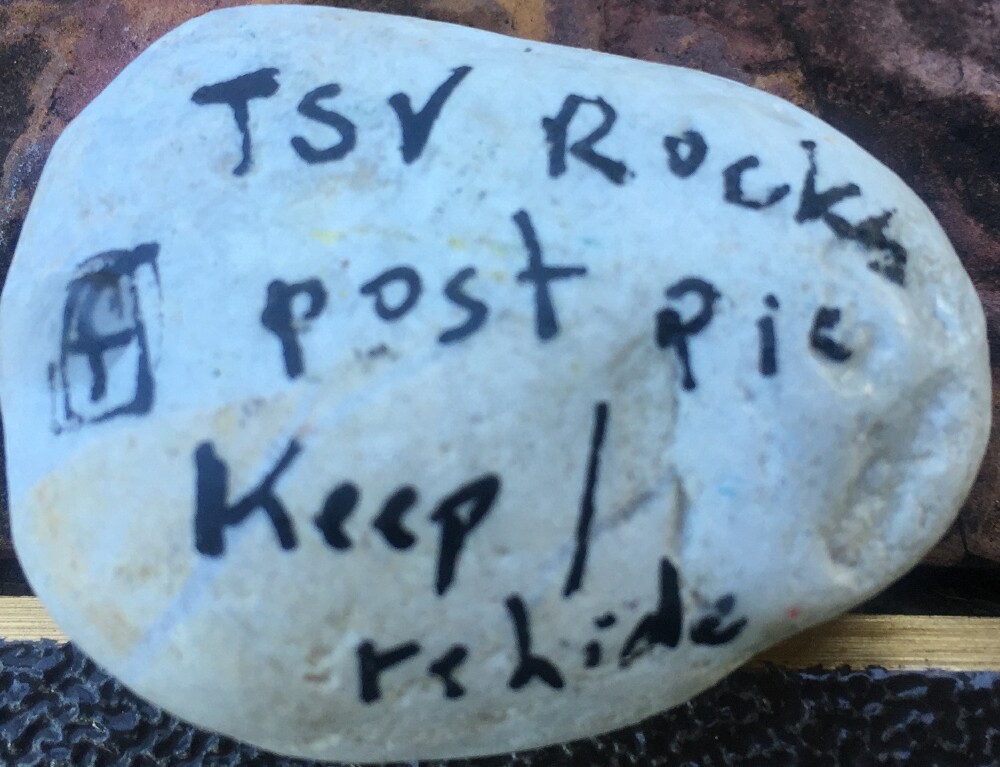 TSV Rocks
f post pic
Keep /
rehide